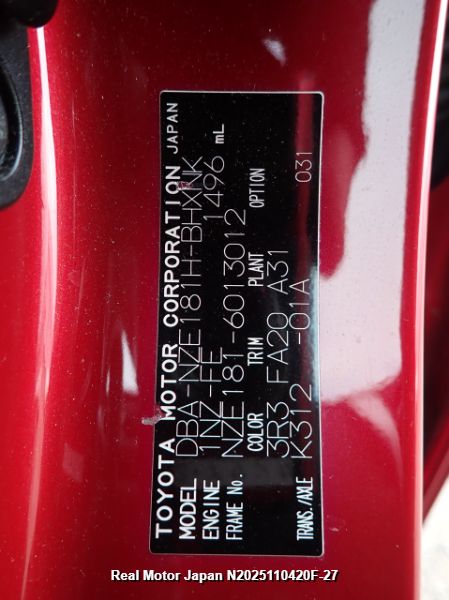 TOYOTA MOTOR CORPORATION JAPAN
MODEL DBA-NZE181H-BHXNK
ENGINE 1NZ-FE 1496 mL
FRAME No. NZE181-6013012
COLOR TRIM PLANT OPTION
3R3 FA20 A31
TRANS./AXLE K312 -01A 031
Real Motor Japan N2025110420F-27